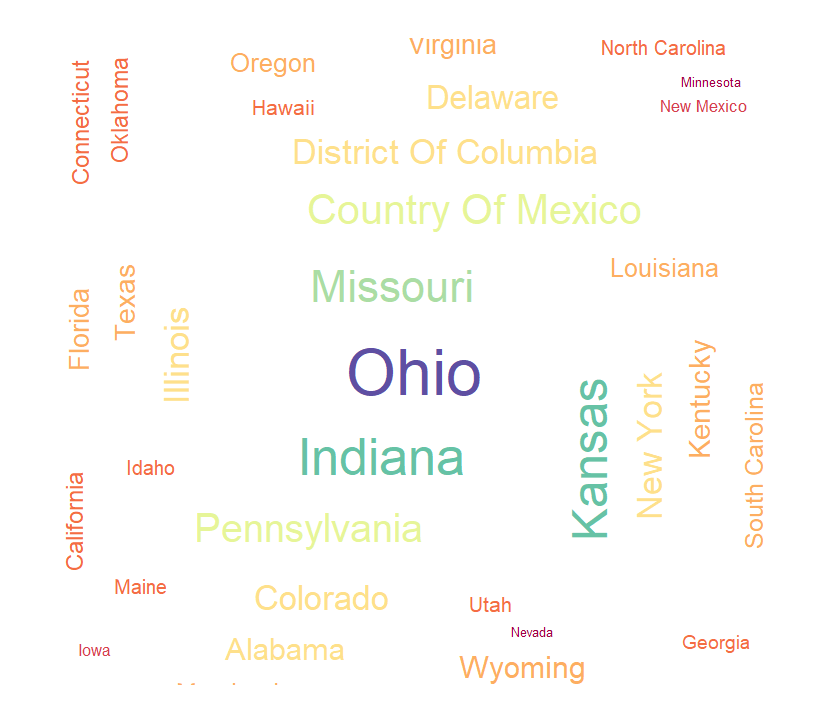 Virginia
North Carolina
Oregon
Minnesota
Connecticut
Oklahoma
Hawaii
Delaware
New Mexico
District Of Columbia
Country Of Mexico
Louisiana
Missouri
Florida
Texas
Illinois
Ohio
Kansas
New York
Kentucky
South Carolina
Indiana
Idaho
California
Pennsylvania
Maine
Colorado
Utah
Nevada
Georgia
Iowa
Alabama
Wyoming